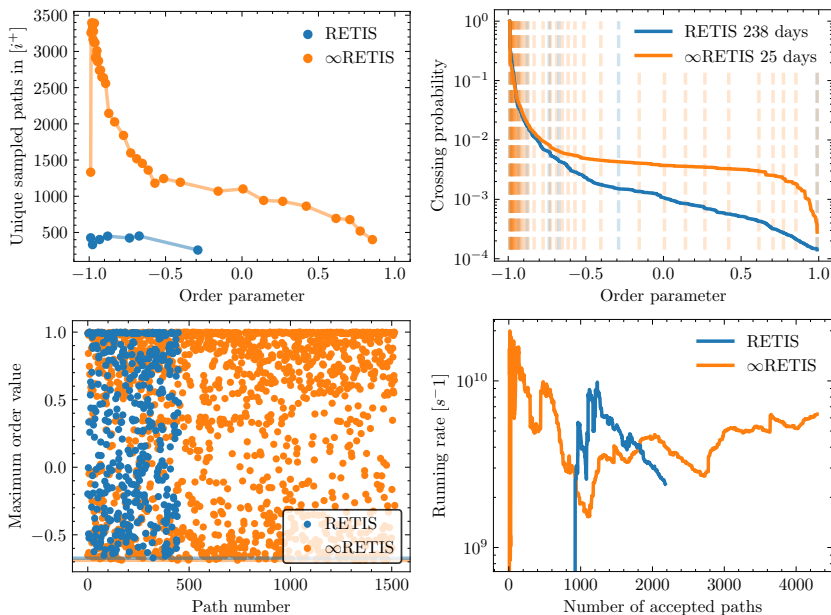 3500
3000
2500
2000
1500
1000
500
Unique sampled paths in [i⁺]
RETIS
∞RETIS
−1.0 −0.5 0.0 0.5 1.0
Order parameter
10⁰
10⁻¹
10⁻²
10⁻³
10⁻⁴
Crossing probability
RETIS 238 days
∞RETIS 25 days
−1.0 −0.5 0.0 0.5 1.0
Order parameter
1.0
0.5
0.0
−0.5
Maximum order value
RETIS
∞RETIS
0 500 1000 1500
Path number
10¹⁰
10⁹
Running rate [s⁻¹]
RETIS
∞RETIS
0 1000 2000 3000 4000
Number of accepted paths